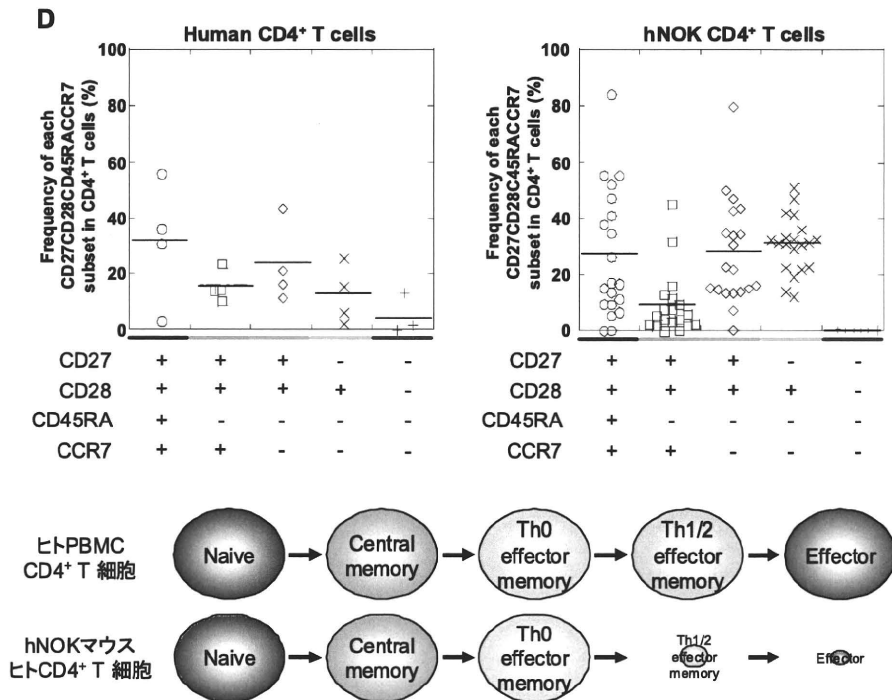 D
Human CD4+ T cells
Frequency of each
CD27CD28CD45RACCR7
subset in CD4+ T cells (%)
100
80
60
40
20
0
CD27 + + + - -
CD28 + + + + -
CD45RA + - - - -
CCR7 + + - - -
hNOK CD4+ T cells
Frequency of each
CD27CD28C45RACCR7
subset in CD4+ T cells (%)
100
80
60
40
20
0
+ + + - -
+ + + + -
+ - - - -
+ + - - -
ヒトPBMC
CD4+ T 細胞
Naive
Central
memory
Th0
effector
memory
Th1/2
effector
memory
Effector
hNOKマウス
ヒトCD4+ T 細胞
Naive
Central
memory
Th0
effector
memory
Th1/2
effector
memory
Effector